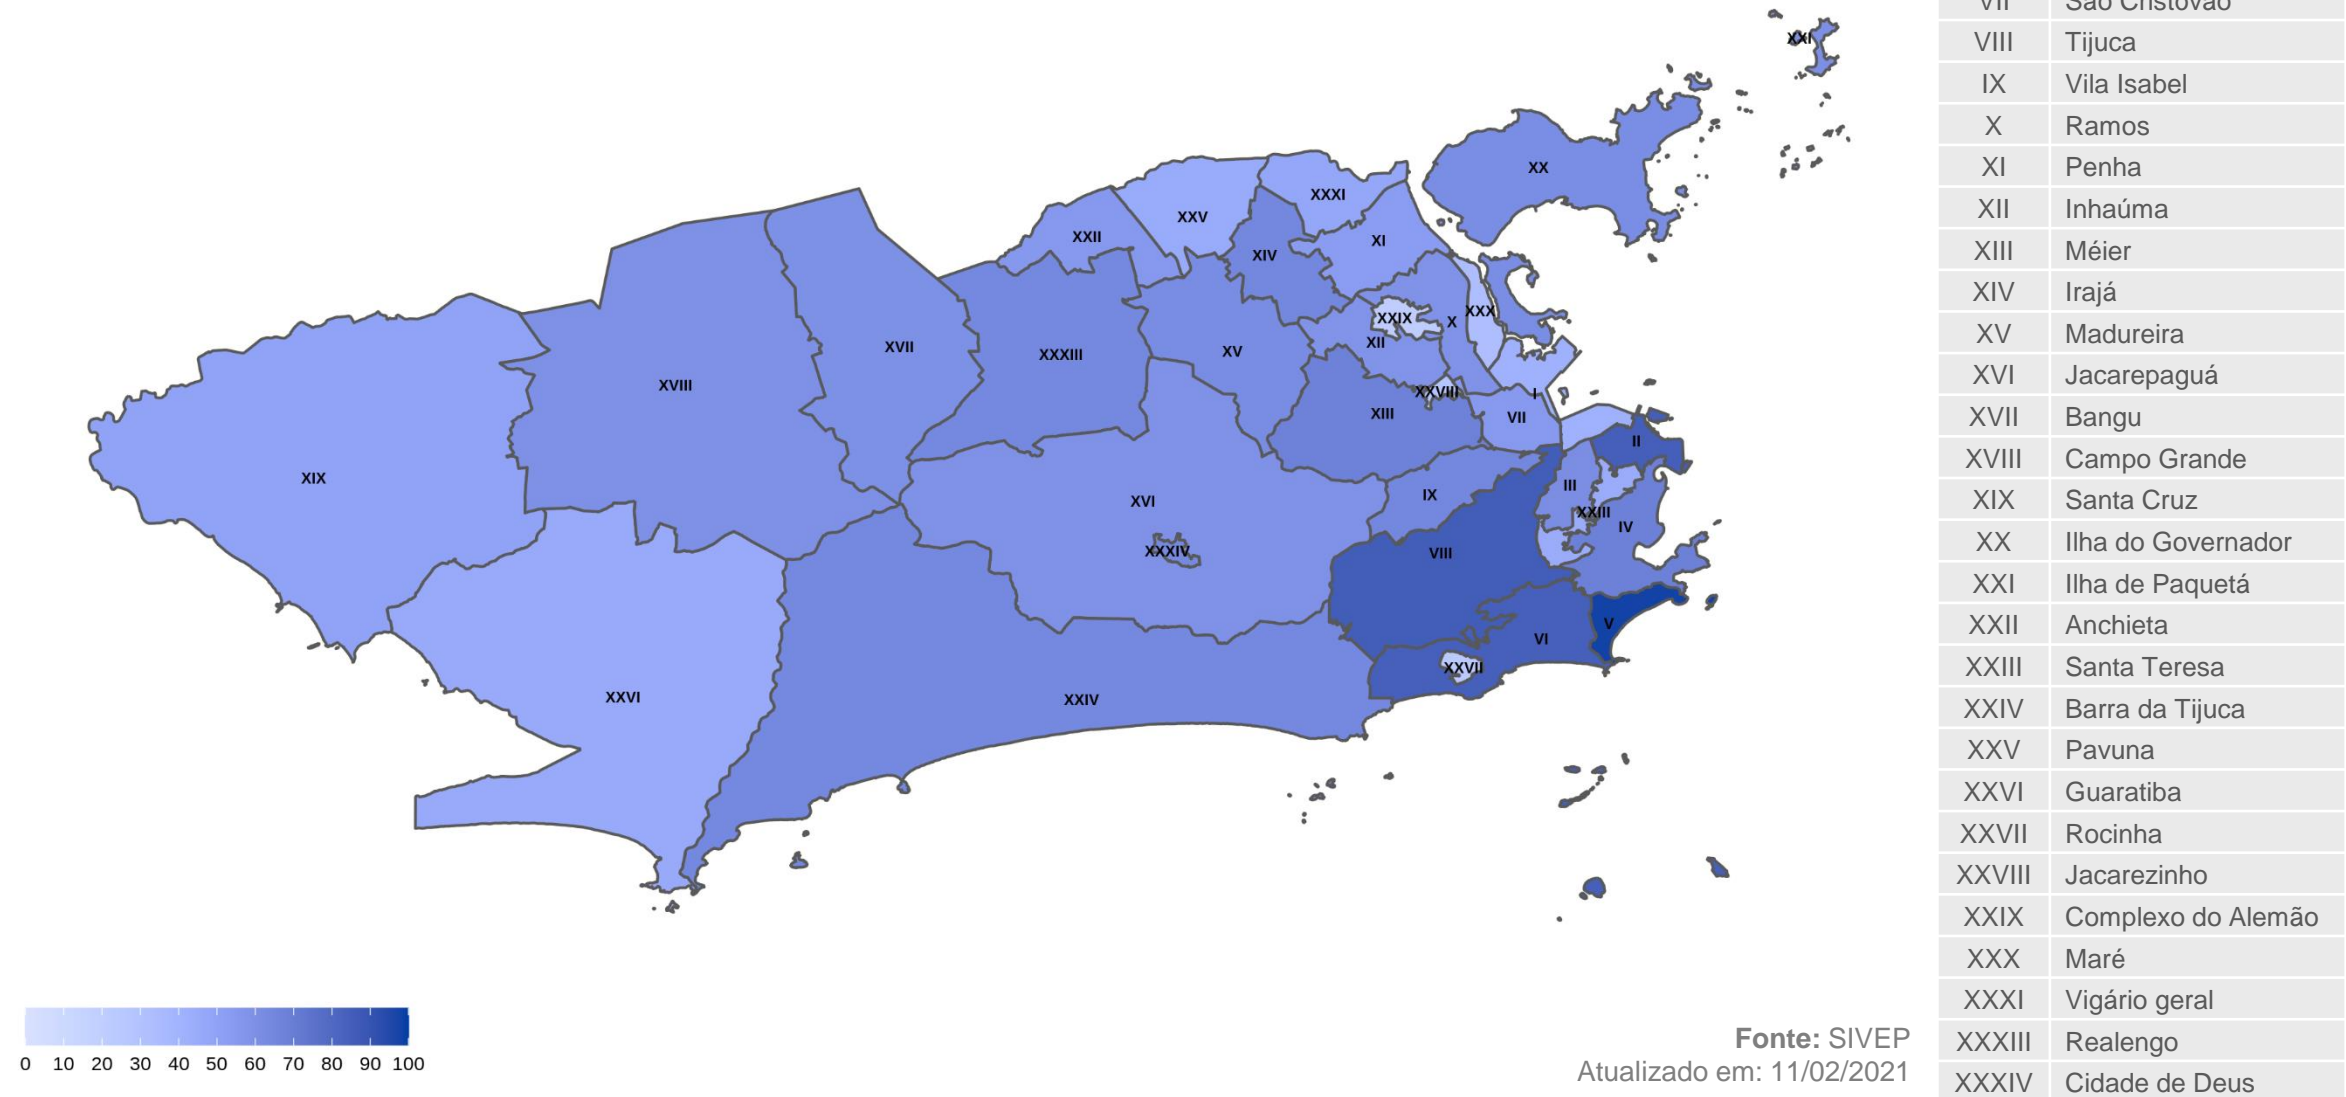 XXI
XX
XXXI
XXV
XXII
XI
XIV
XXX
XXIX
X
XII
XVII
XXXIII
XV
XVIII
XXVIII
I
XIII
VII
II
XIX
III
IX
XVI
XXIII
IV
XXXIV
VIII
V
VI
XXVII
XXVI
XXIV
0 10 20 30 40 50 60 70 80 90 100
Fonte: SIVEP
Atualizado em: 11/02/2021
VII São Cristóvão
VIII Tijuca
IX Vila Isabel
X Ramos
XI Penha
XII Inhaúma
XIII Méier
XIV Irajá
XV Madureira
XVI Jacarepaguá
XVII Bangu
XVIII Campo Grande
XIX Santa Cruz
XX Ilha do Governador
XXI Ilha de Paquetá
XXII Anchieta
XXIII Santa Teresa
XXIV Barra da Tijuca
XXV Pavuna
XXVI Guaratiba
XXVII Rocinha
XXVIII Jacarezinho
XXIX Complexo do Alemão
XXX Maré
XXXI Vigário geral
XXXIII Realengo
XXXIV Cidade de Deus